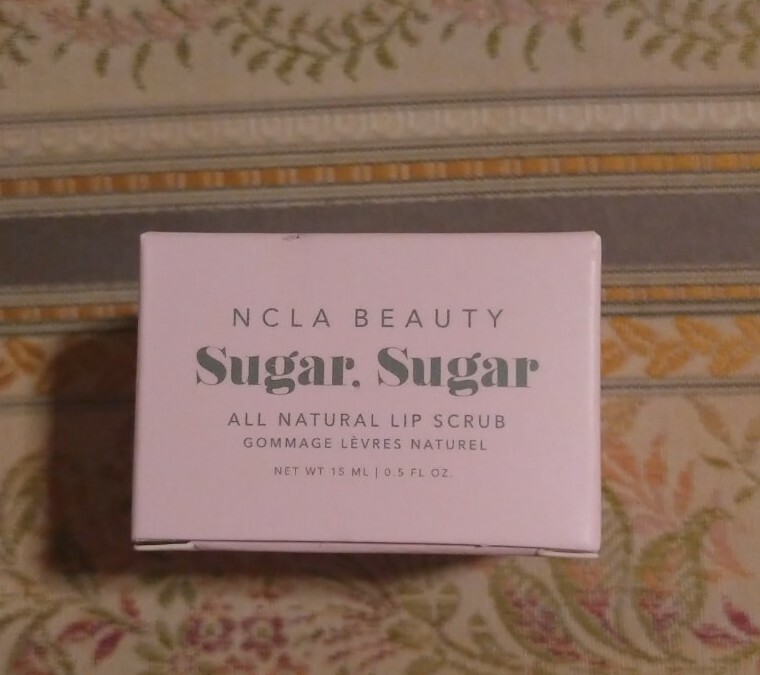 NCLA BEAUTY
Sugar, Sugar
ALL NATURAL LIP SCRUB
GOMMAGE LÈVRES NATUREL
NET WT 15 ML | 0.5 FL OZ.